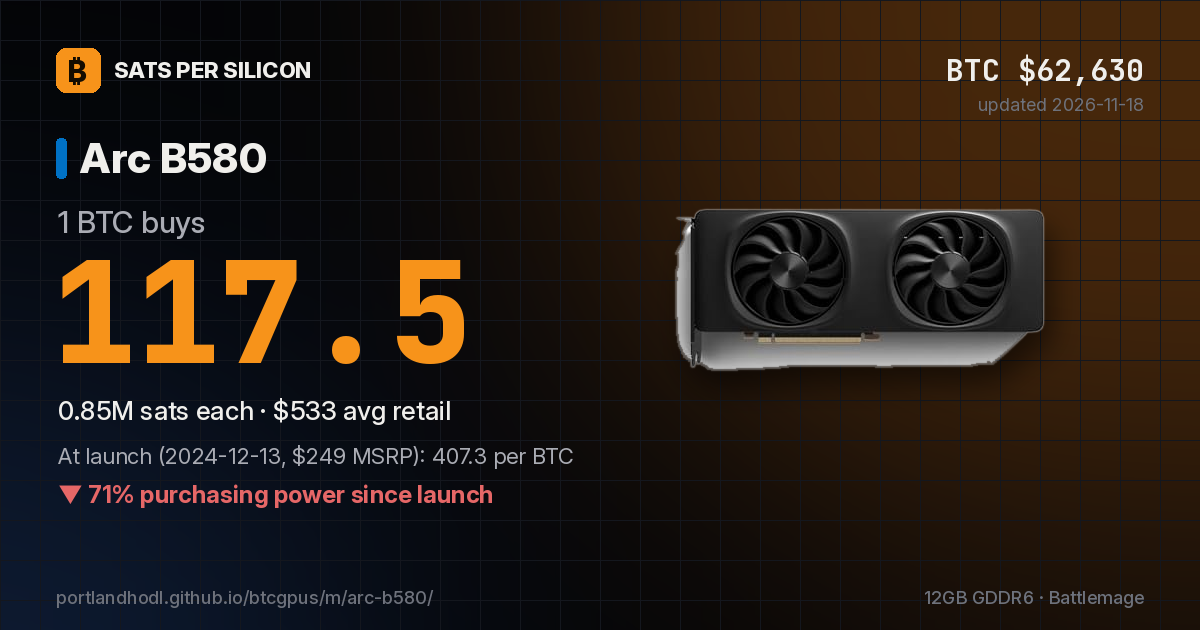 ₿ SATS PER SILICON
BTC $62,630
updated 2026-11-18
Arc B580
1 BTC buys
117.5
0.85M sats each · $533 avg retail
At launch (2024-12-13, $249 MSRP): 407.3 per BTC
▼ 71% purchasing power since launch
portlandhodl.github.io/btcgpus/m/arc-b580/
12GB GDDR6 · Battlemage